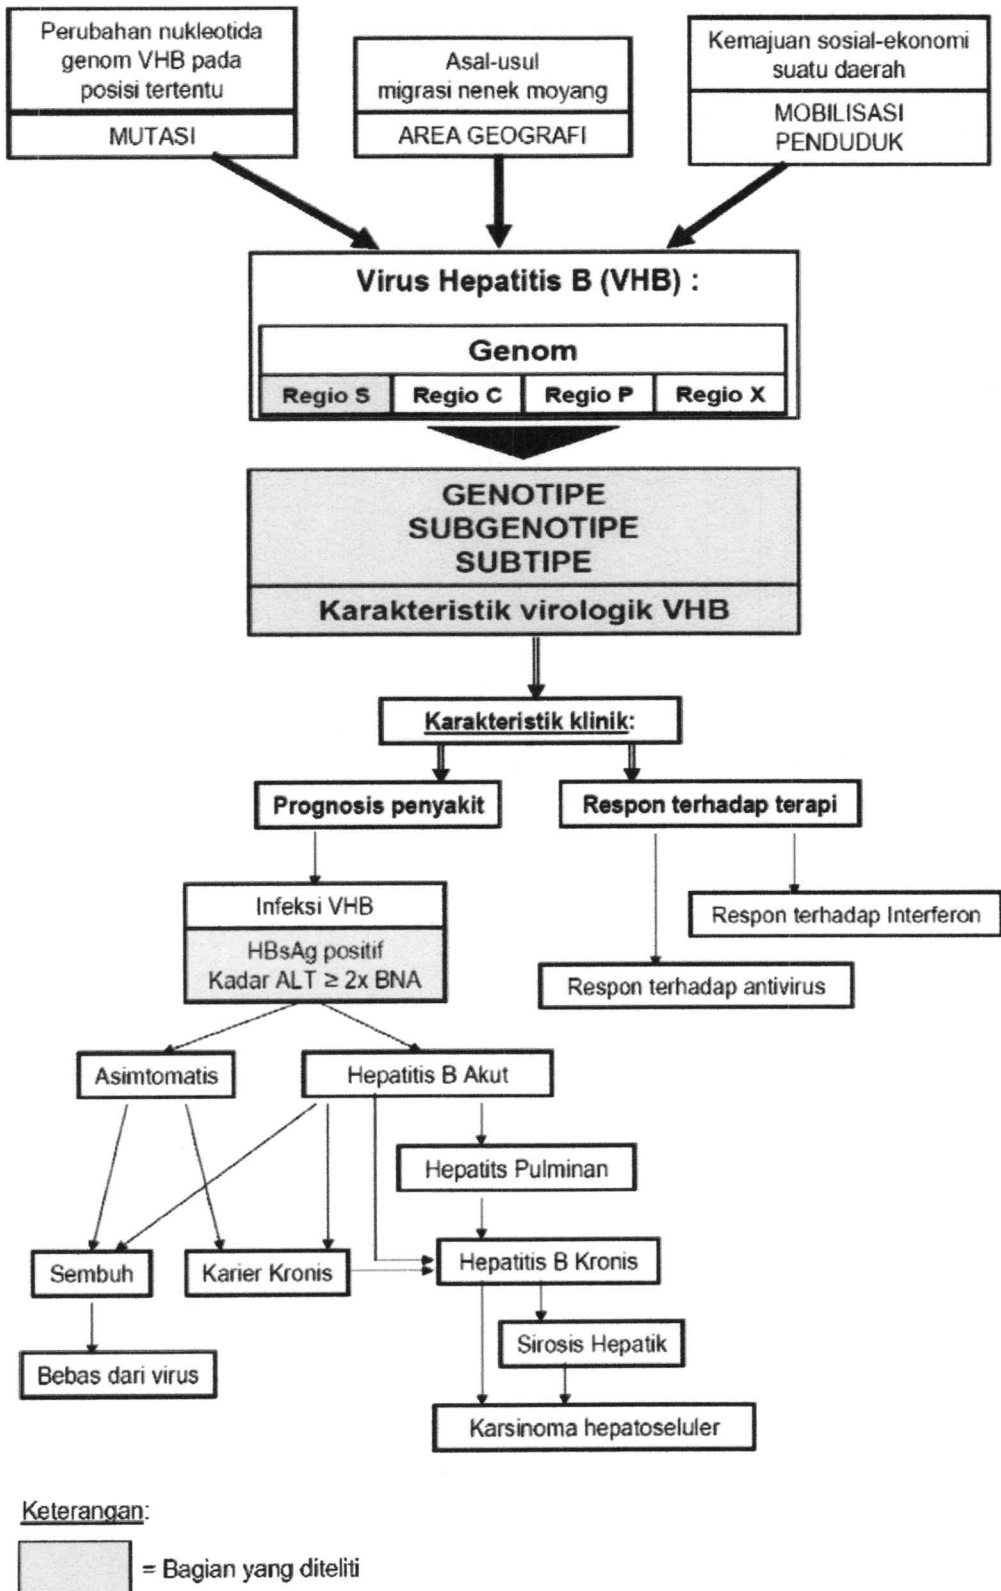 Perubahan nukleotida
genom VHB pada
posisi tertentu
MUTASI
Asal-usul
migrasi nenek moyang
AREA GEOGRAFI
Kemajuan sosial-ekonomi
suatu daerah
MOBILISASI
PENDUDUK
Virus Hepatitis B (VHB) :
Genom
Regio S
Regio C
Regio P
Regio X
GENOTIPE
SUBGENOTIPE
SUBTIPE
Karakteristik virologik VHB
Karakteristik klinik:
Prognosis penyakit
Respon terhadap terapi
Infeksi VHB
HBsAg positif
Kadar ALT ≥ 2x BNA
Respon terhadap Interferon
Respon terhadap antivirus
Asimtomatis
Hepatitis B Akut
Hepatits Pulminan
Sembuh
Karier Kronis
Hepatitis B Kronis
Sirosis Hepatik
Bebas dari virus
Karsinoma hepatoseluler
Keterangan:
= Bagian yang diteliti